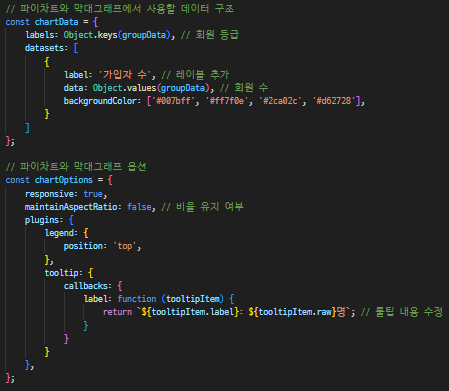 // 파이차트와 막대그래프에서 사용할 데이터 구조
const chartData = {
    labels: Object.keys(groupData), // 회원 등급
    datasets: [
        {
            label: '가입자 수', // 레이블 추가
            data: Object.values(groupData), // 회원 수
            backgroundColor: ['#007bff', '#ff7f0e', '#2ca02c', '#d62728'],
        }
    ]
};

// 파이차트와 막대그래프 옵션
const chartOptions = {
    responsive: true,
    maintainAspectRatio: false, // 비율 유지 여부
    plugins: {
        legend: {
            position: 'top',
        },
        tooltip: {
            callbacks: {
                label: function (tooltipItem) {
                    return `${tooltipItem.label}: ${tooltipItem.raw}명`; // 툴팁 내용 수정
                }
            }
        }
    },
};